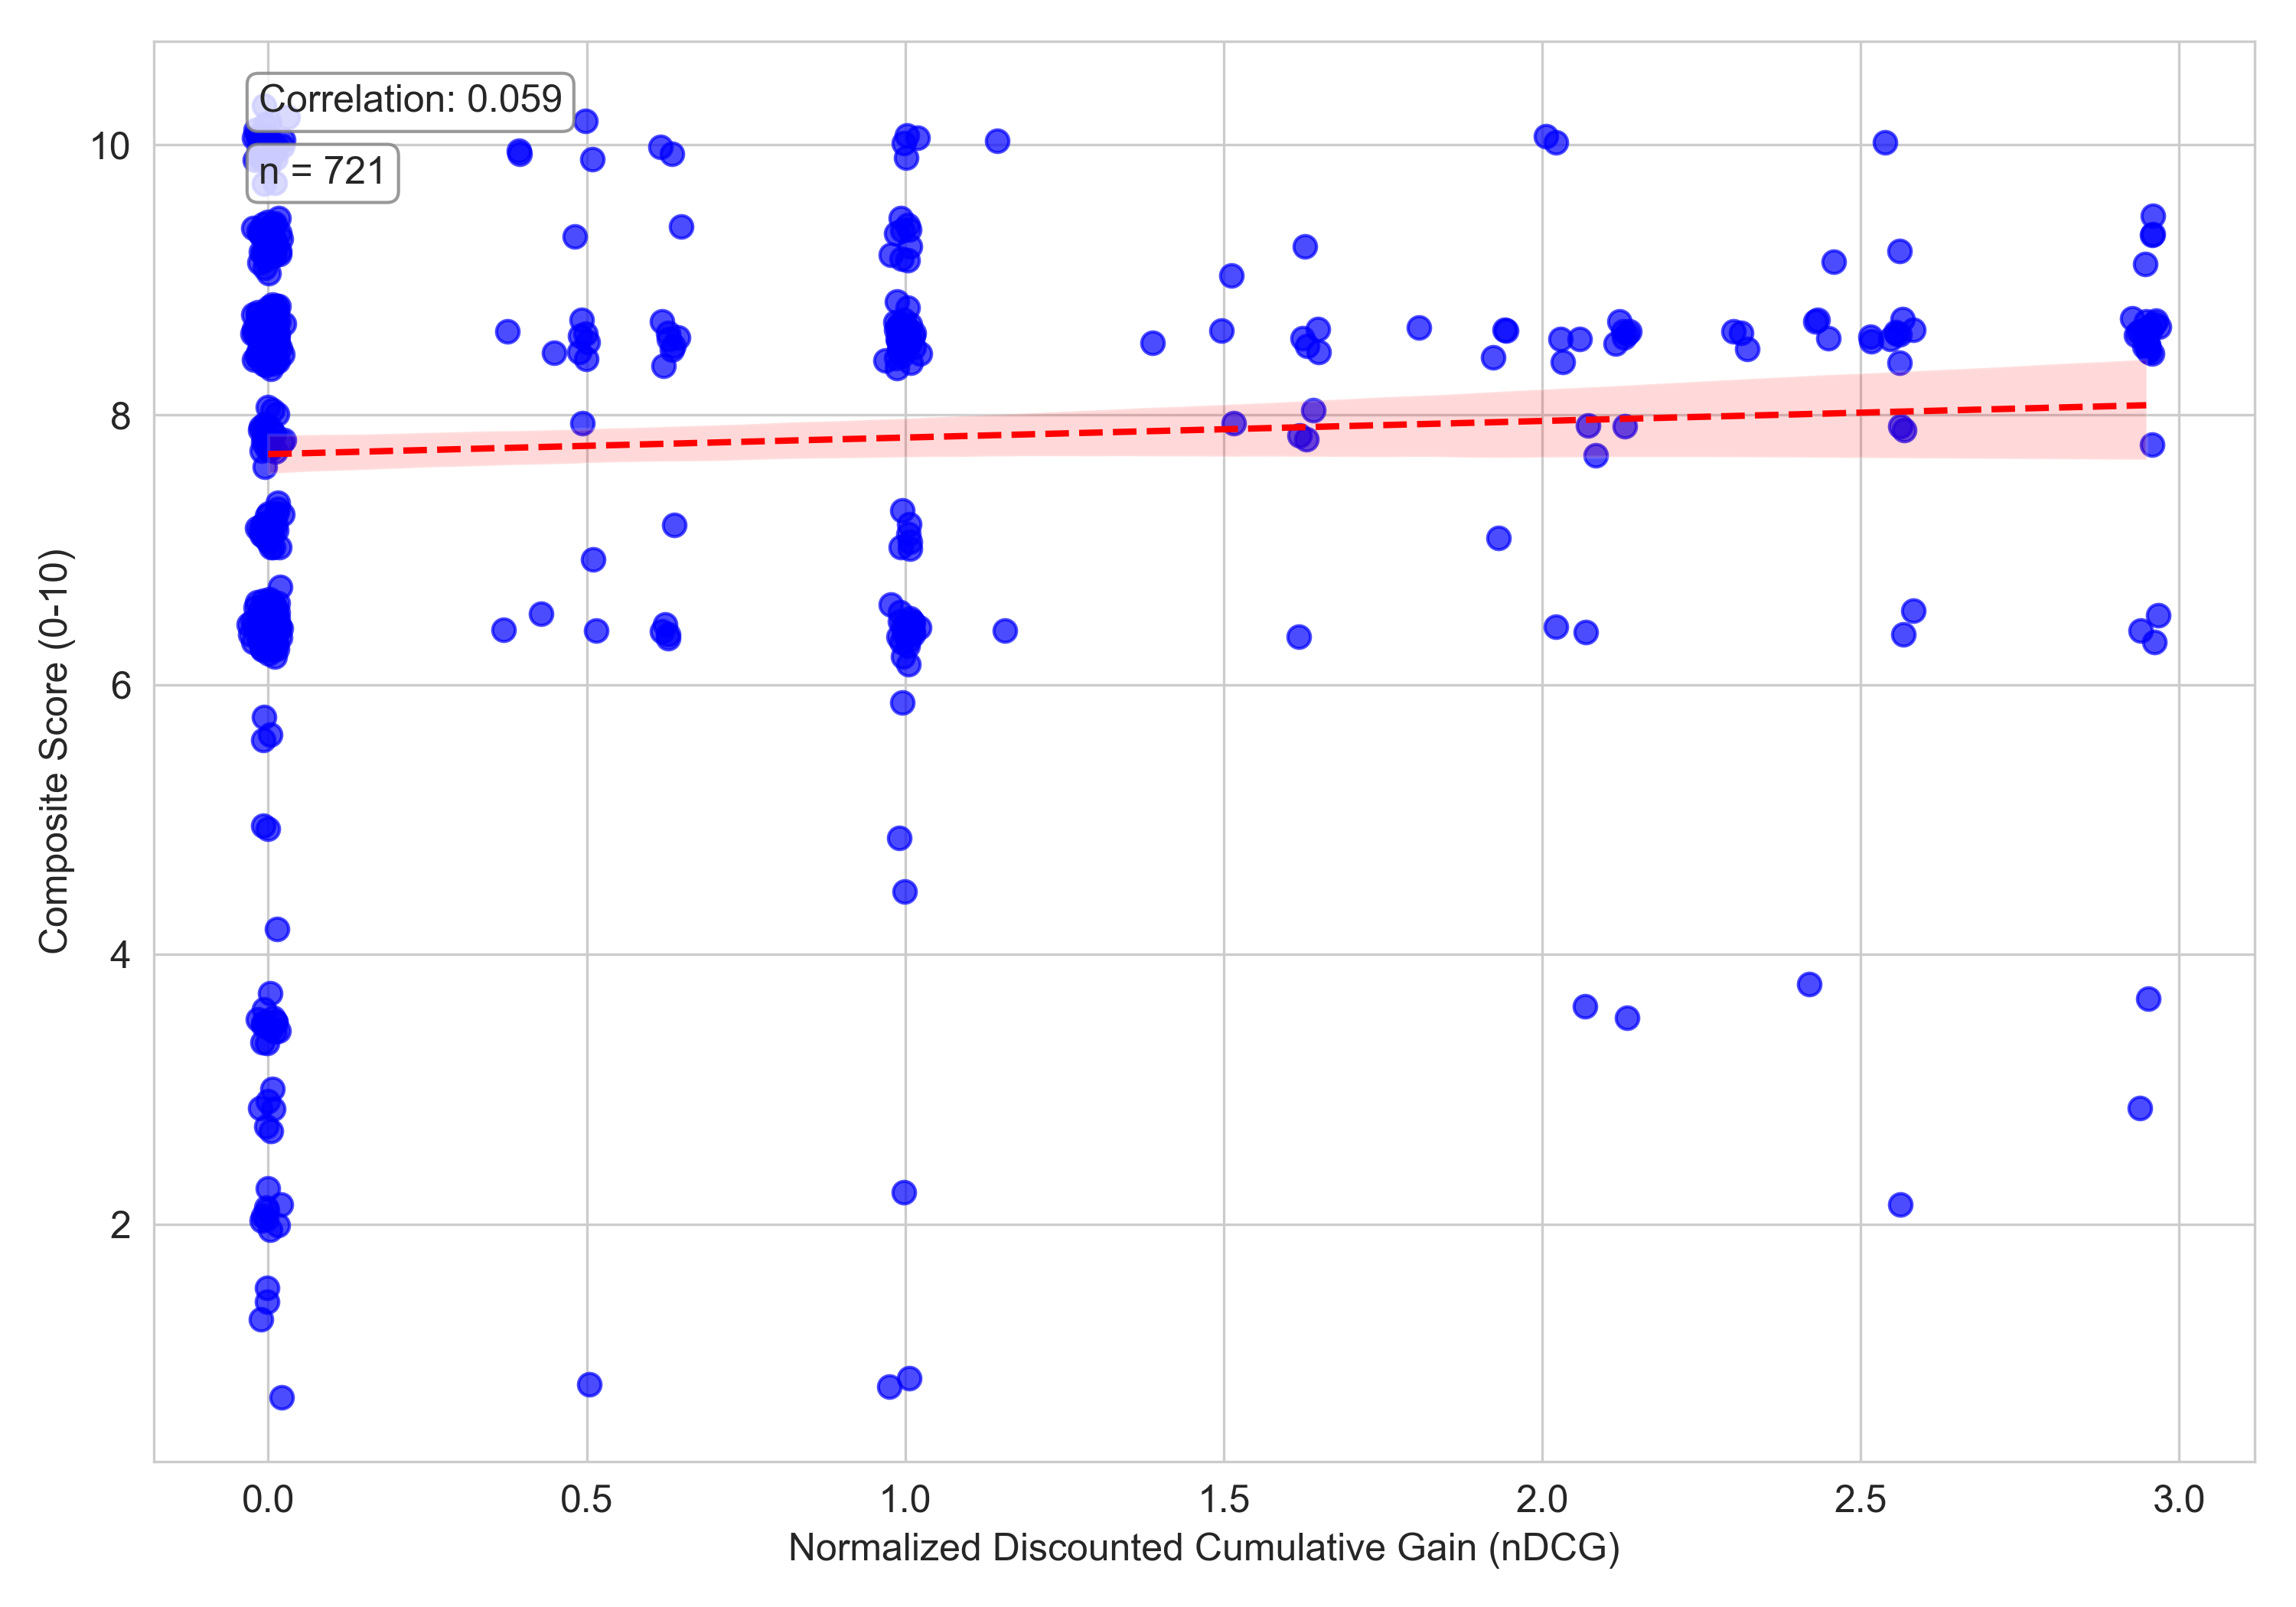 Correlation: 0.059
n = 721
10
8
6
4
2
Composite Score (0-10)
0.0 0.5 1.0 1.5 2.0 2.5 3.0
Normalized Discounted Cumulative Gain (nDCG)